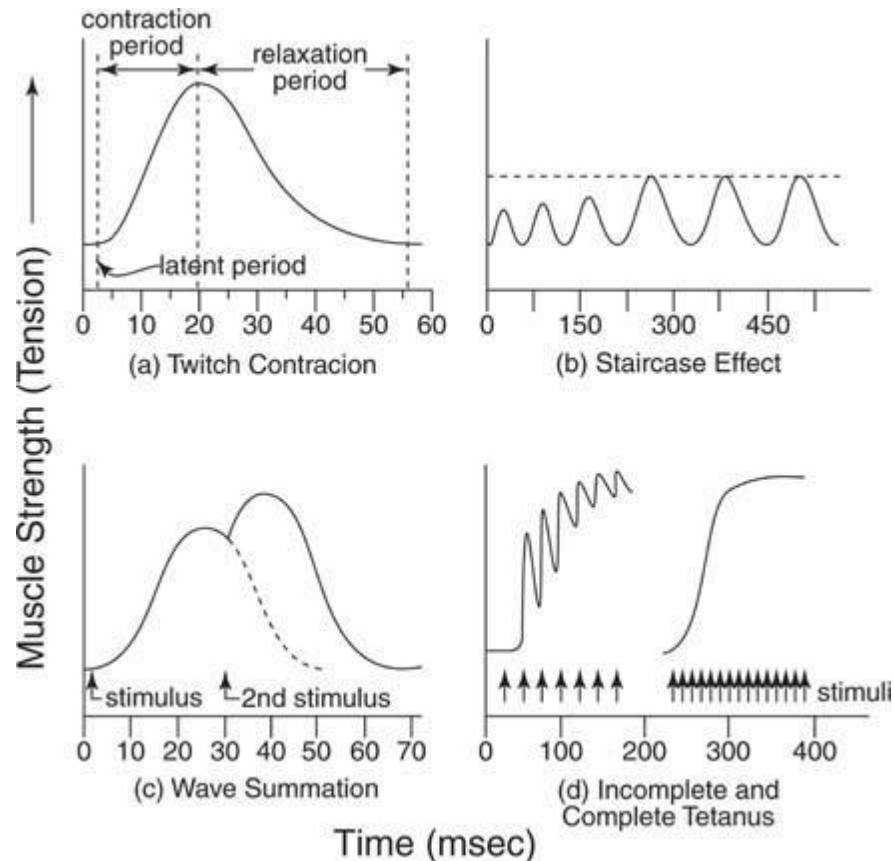 Muscle Strength (Tension)
contraction
period
relaxation
period
latent period
0 10 20 30 40 50 60
(a) Twitch Contracion
0 150 300 450
(b) Staircase Effect
stimulus
2nd stimulus
0 10 20 30 40 50 60 70
(c) Wave Summation
stimuli
0 100 200 300 400
(d) Incomplete and
Complete Tetanus
Time (msec)